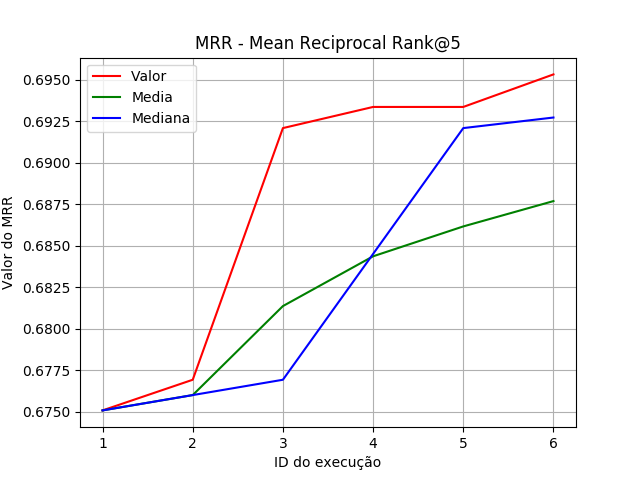 MRR - Mean Reciprocal Rank@5
Valor
Media
Mediana
0.6950
0.6925
0.6900
0.6875
0.6850
0.6825
0.6800
0.6775
0.6750
Valor do MRR
1 2 3 4 5 6
ID do execução